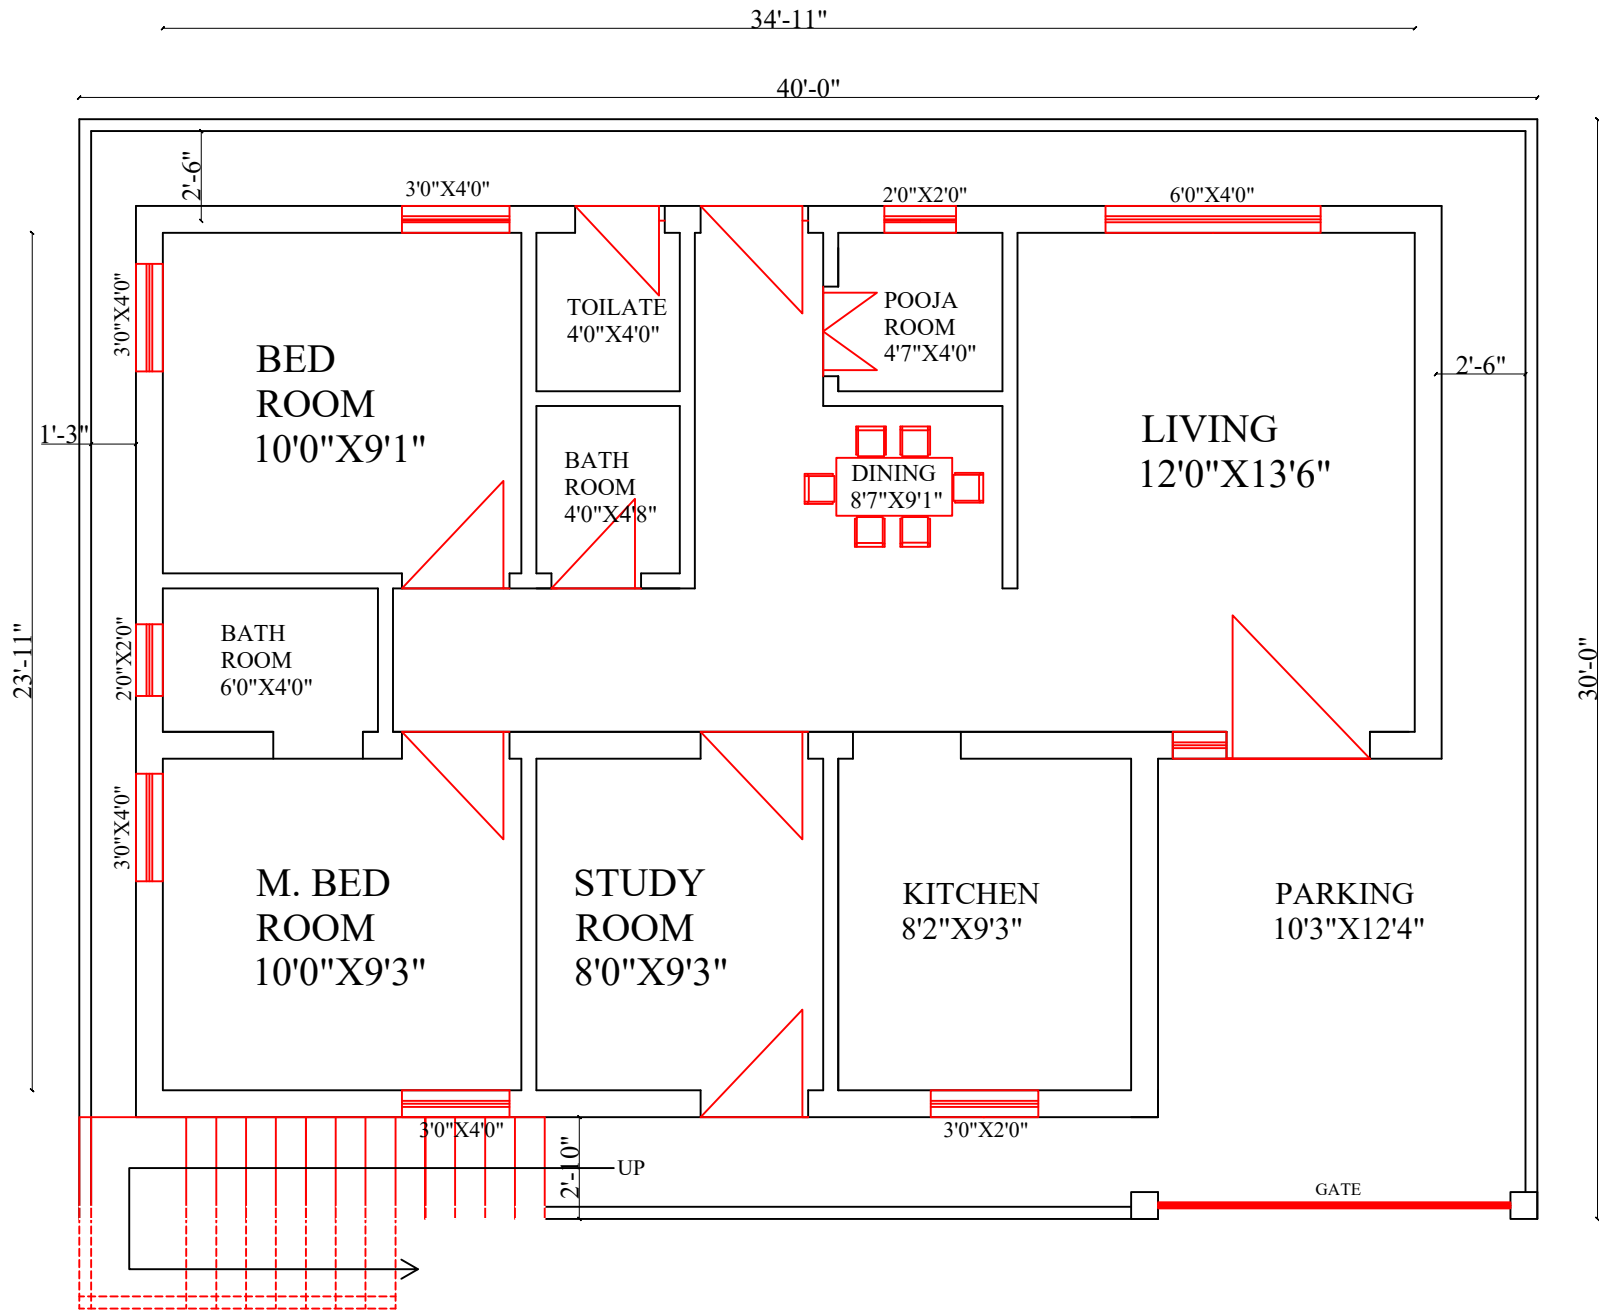 34'-11"
40'-0"
2'-6"
3'0"X4'0"
2'0"X2'0"
6'0"X4'0"
3'0"X4'0"
TOILATE
4'0"X4'0"
POOJA
ROOM
4'7"X4'0"
BED
ROOM
10'0"X9'1"
2'-6"
1'-3"
LIVING
12'0"X13'6"
BATH
ROOM
4'0"X4'8"
DINING
8'7"X9'1"
23'-11"
2'0"X2'0"
BATH
ROOM
6'0"X4'0"
30'-0"
3'0"X4'0"
M. BED
ROOM
10'0"X9'3"
STUDY
ROOM
8'0"X9'3"
KITCHEN
8'2"X9'3"
PARKING
10'3"X12'4"
3'0"X4'0"
3'0"X2'0"
2'-10"
UP
GATE